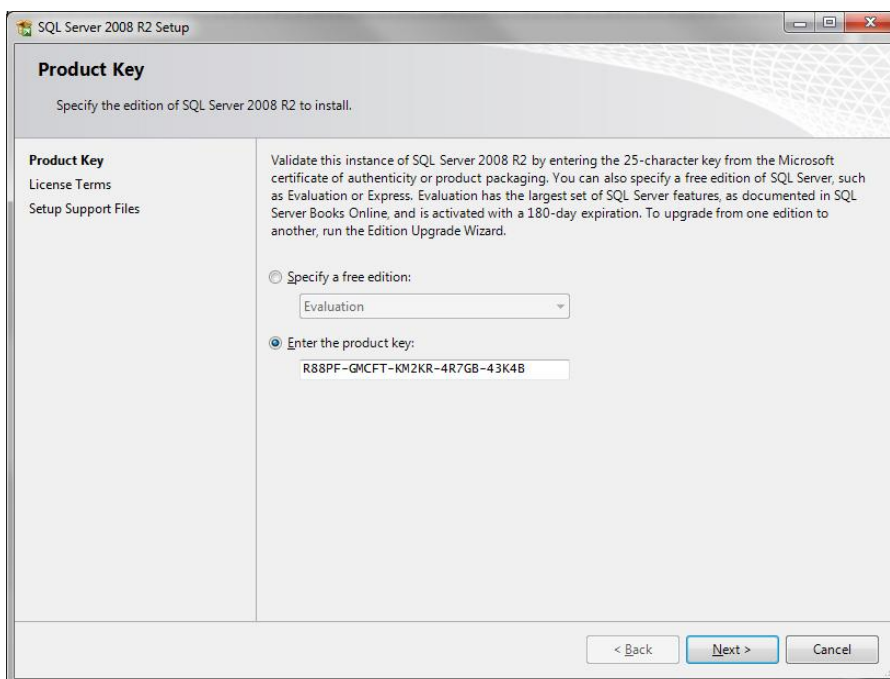 SQL Server 2008 R2 Setup
Product Key
Specify the edition of SQL Server 2008 R2 to install.
Product Key
License Terms
Setup Support Files
Validate this instance of SQL Server 2008 R2 by entering the 25-character key from the Microsoft
certificate of authenticity or product packaging. You can also specify a free edition of SQL Server, such
as Evaluation or Express. Evaluation has the largest set of SQL Server features, as documented in SQL
Server Books Online, and is activated with a 180-day expiration. To upgrade from one edition to
another, run the Edition Upgrade Wizard.
Specify a free edition:
Evaluation
Enter the product key:
R88PF-GMCFT-KM2KR-4R7GB-43K4B
< Back
Next >
Cancel